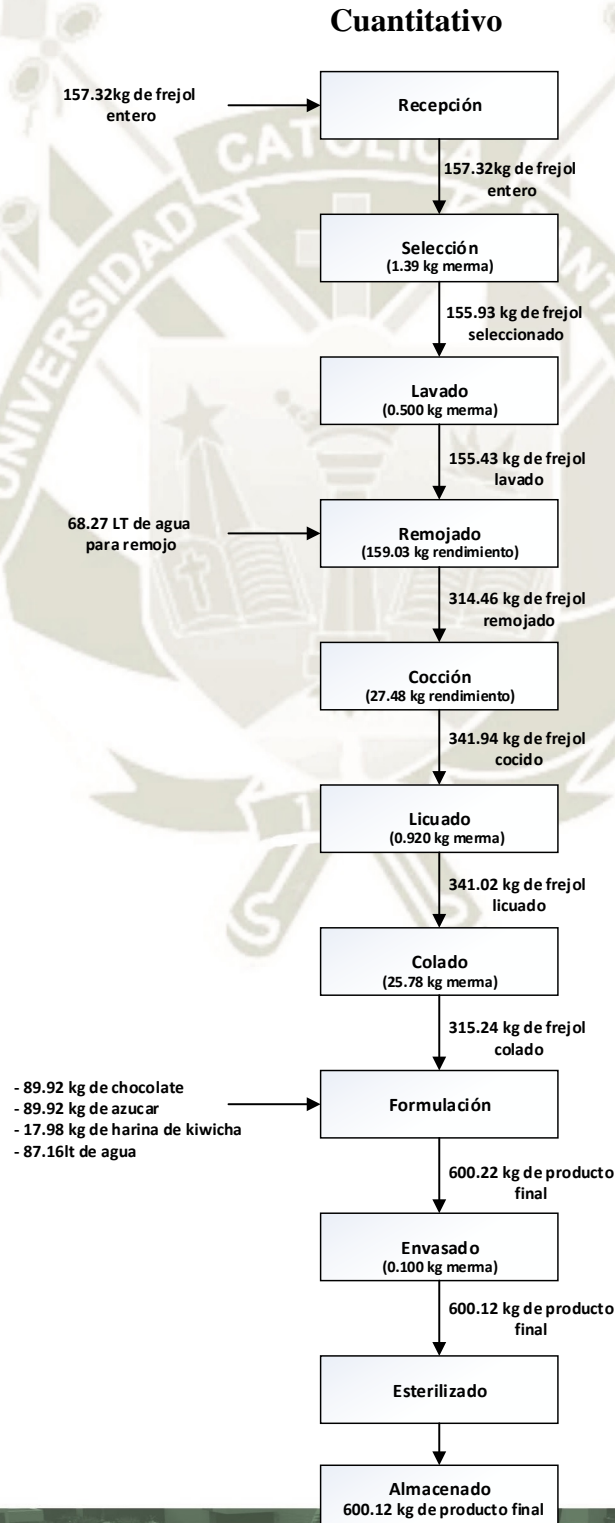 Cuantitativo
157.32kg de frejol
entero
Recepción
157.32kg de frejol
entero
Selección
(1.39 kg merma)
155.93 kg de frejol
seleccionado
Lavado
(0.500 kg merma)
155.43 kg de frejol
lavado
68.27 LT de agua
para remojo
Remojado
(159.03 kg rendimiento)
314.46 kg de frejol
remojado
Cocción
(27.48 kg rendimiento)
341.94 kg de frejol
cocido
Licuado
(0.920 kg merma)
341.02 kg de frejol
licuado
Colado
(25.78 kg merma)
315.24 kg de frejol
colado
- 89.92 kg de chocolate
- 89.92 kg de azucar
- 17.98 kg de harina de kiwicha
- 87.16lt de agua
Formulación
600.22 kg de producto
final
Envasado
(0.100 kg merma)
600.12 kg de producto
final
Esterilizado
Almacenado
600.12 kg de producto final
UNIVERSIDAD
CATOLICA